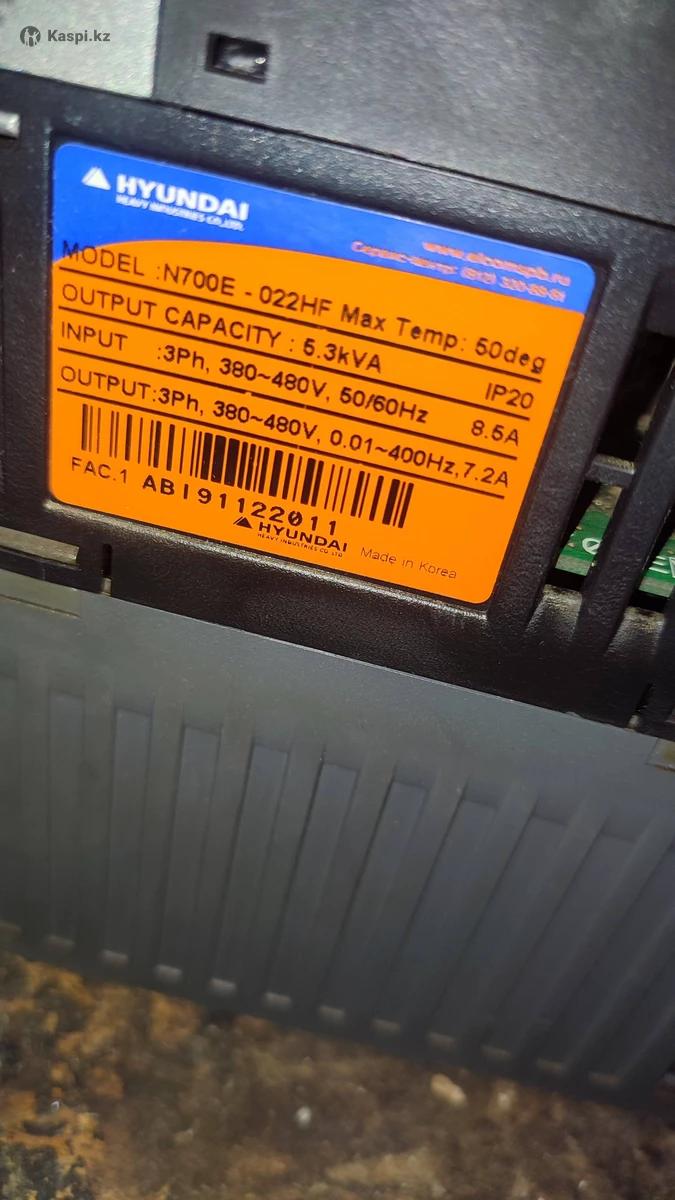 Kaspi.kz
HYUNDAI
HEAVY INDUSTRIES CO.,LTD.
www.elcomspb.ru
Сервис-центр: (812) 320-88-81
MODEL :N700E - 022HF Max Temp: 50deg
OUTPUT CAPACITY : 5.3kVA IP20
INPUT :3Ph, 380~480V, 50/60Hz 8.5A
OUTPUT:3Ph, 380~480V, 0.01~400Hz,7.2A
FAC.1 ABI91122011
HYUNDAI
HEAVY INDUSTRIES CO.,LTD.
Made in Korea